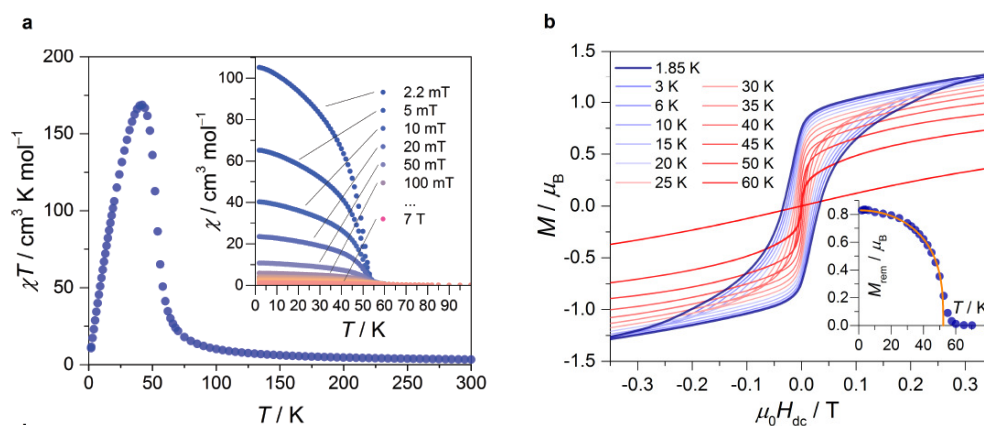 a
χT / cm³ K mol⁻¹
200
150
100
50
0
0 50 100 150 200 250 300
T / K
χ / cm³ mol⁻¹
100
80
60
40
20
0
0 10 20 30 40 50 60 70 80 90
T / K
2.2 mT
5 mT
10 mT
20 mT
50 mT
100 mT
...
7 T
b
M / μB
1.5
1.0
0.5
0.0
-0.5
-1.0
-1.5
1.85 K
3 K 30 K
6 K 35 K
10 K 40 K
15 K 45 K
20 K 50 K
25 K 60 K
Mrem / μB
0.8
0.6
0.4
0.2
0.0
0 20 40 60
T / K
-0.3 -0.2 -0.1 0.0 0.1 0.2 0.3
μ0Hdc / T